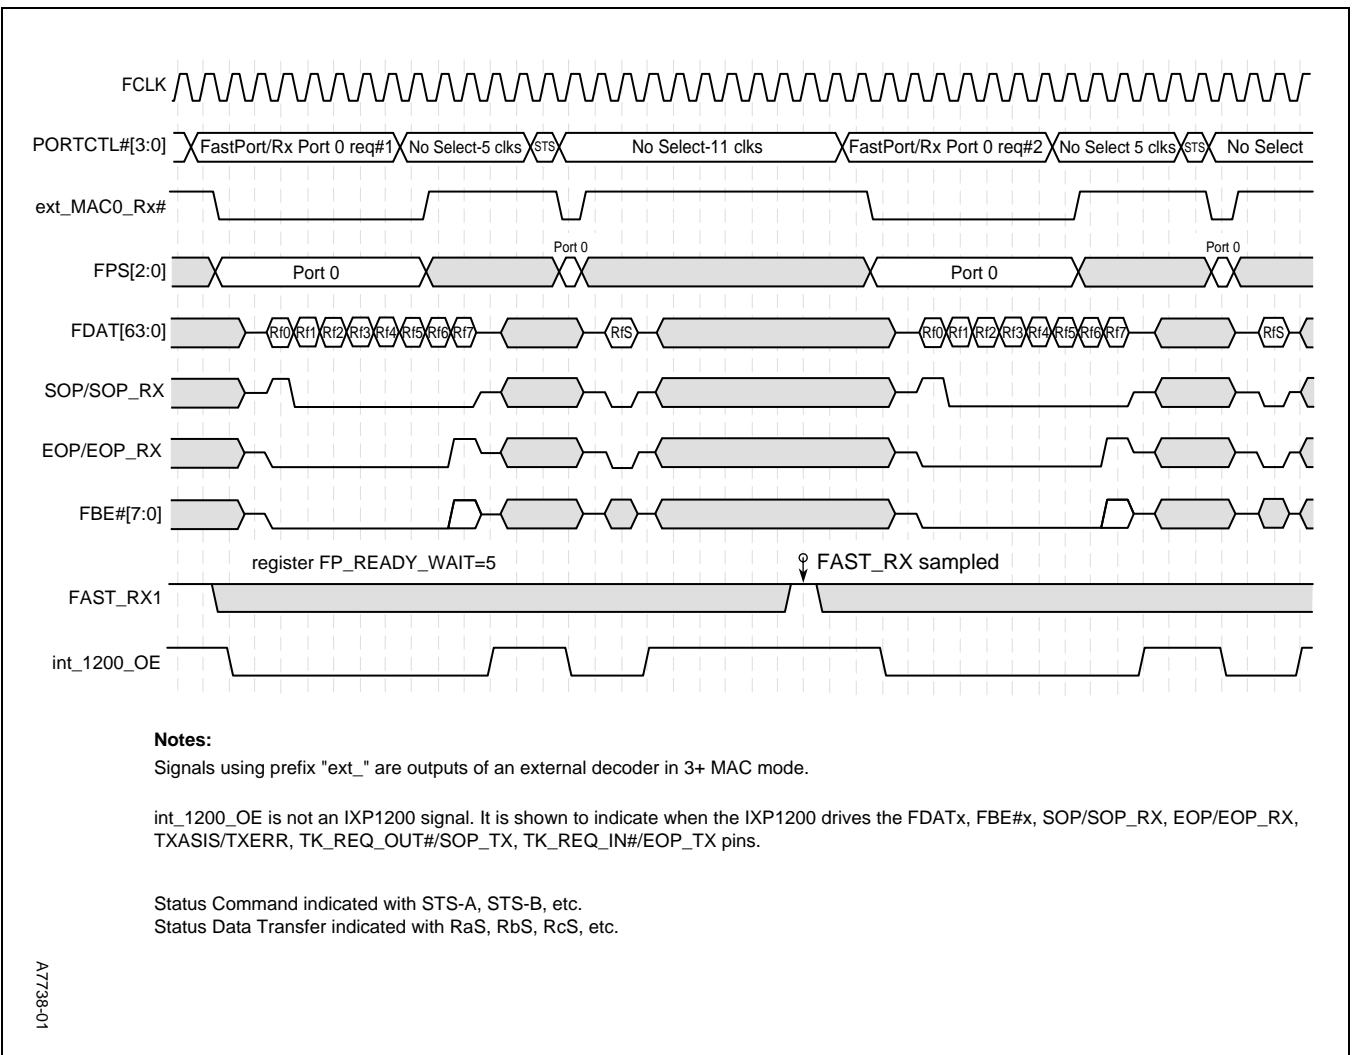 FCLK
PORTCTL#[3:0] FastPort/Rx Port 0 req#1 No Select-5 clks STS No Select-11 clks FastPort/Rx Port 0 req#2 No Select 5 clks STS No Select
ext_MAC0_Rx#
Port 0 Port 0
FPS[2:0] Port 0 Port 0
FDAT[63:0] Rf0 Rf1 Rf2 Rf3 Rf4 Rf5 Rf6 Rf7 RfS Rf0 Rf1 Rf2 Rf3 Rf4 Rf5 Rf6 Rf7 RfS
SOP/SOP_RX
EOP/EOP_RX
FBE#[7:0]
register FP_READY_WAIT=5 FAST_RX sampled
FAST_RX1
int_1200_OE
Notes:
Signals using prefix "ext_" are outputs of an external decoder in 3+ MAC mode.
int_1200_OE is not an IXP1200 signal. It is shown to indicate when the IXP1200 drives the FDATx, FBE#x, SOP/SOP_RX, EOP/EOP_RX,
TXASIS/TXERR, TK_REQ_OUT#/SOP_TX, TK_REQ_IN#/EOP_TX pins.
Status Command indicated with STS-A, STS-B, etc.
Status Data Transfer indicated with RaS, RbS, RcS, etc.
A7738-01